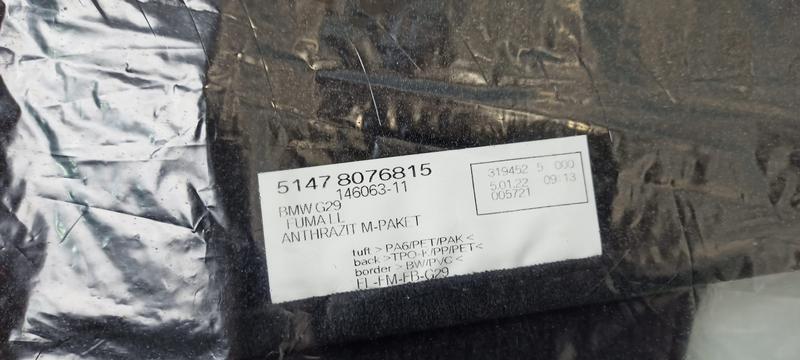 5147 8076815
146063-11
BMW G29
FUMA LL
ANTHRAZIT M-PAKET
tuft > PA6/PET/PAK <
back >TPO-K/PP/PET<
border > BW/PVC <
FL-FM-FB-G29
319452 5 000
5.01.22 09:13
005721